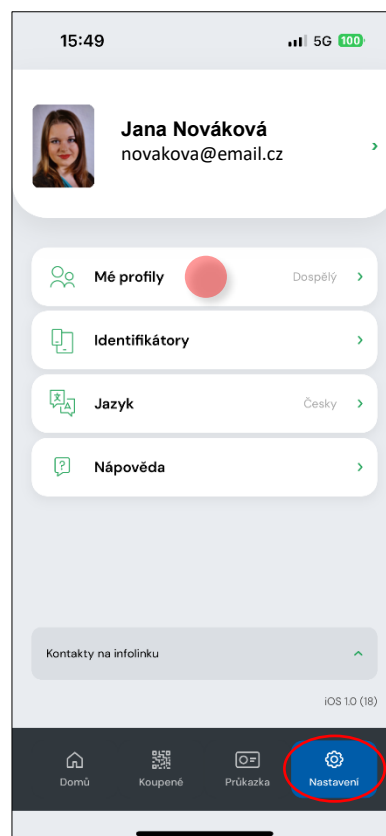 15:49 5G 100
Jana Nováková
novakova@email.cz
Mé profily Dospělý
Identifikátory
Jazyk Česky
Nápověda
Kontakty na infolinku
iOS 1.0 (18)
Domů Koupené Průkazka Nastavení